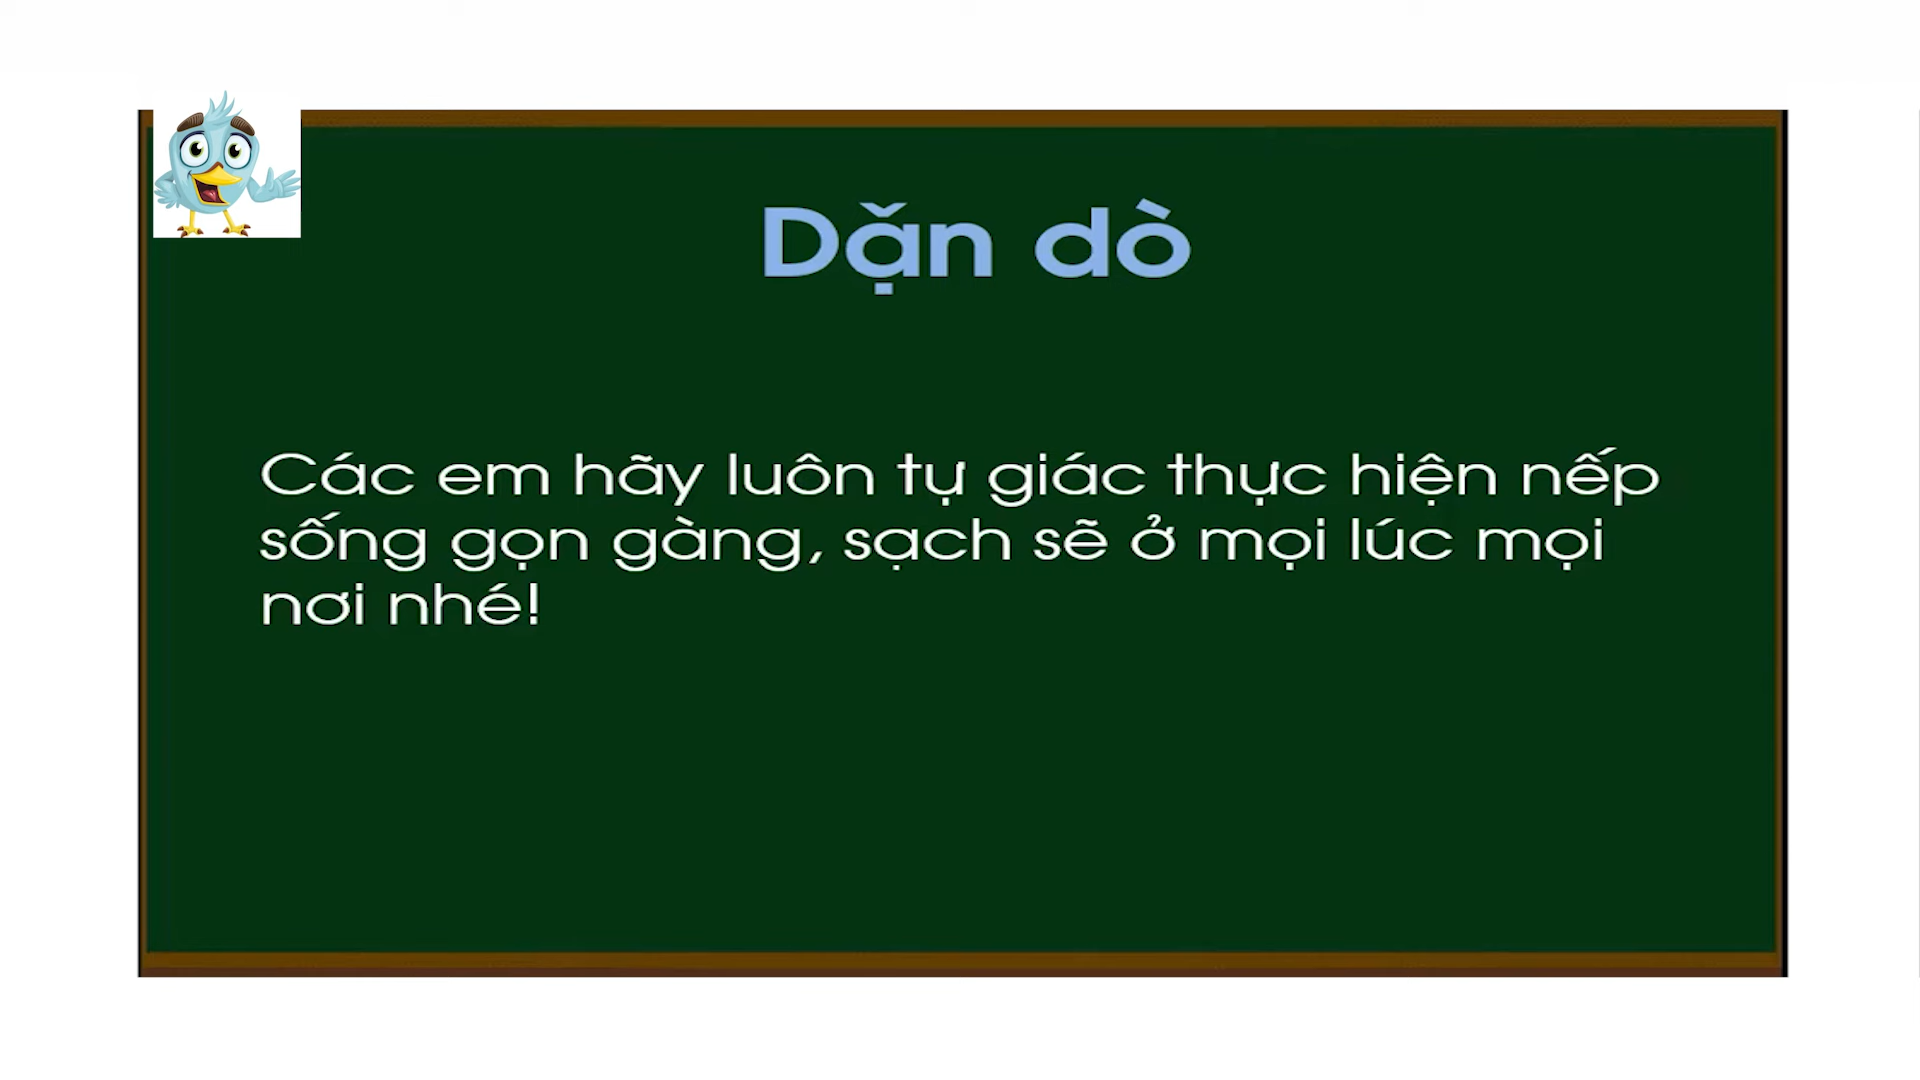 Dặn dò
Các em hãy luôn tự giác thực hiện nếp
sống gọn gàng, sạch sẽ ở mọi lúc mọi
nơi nhé!